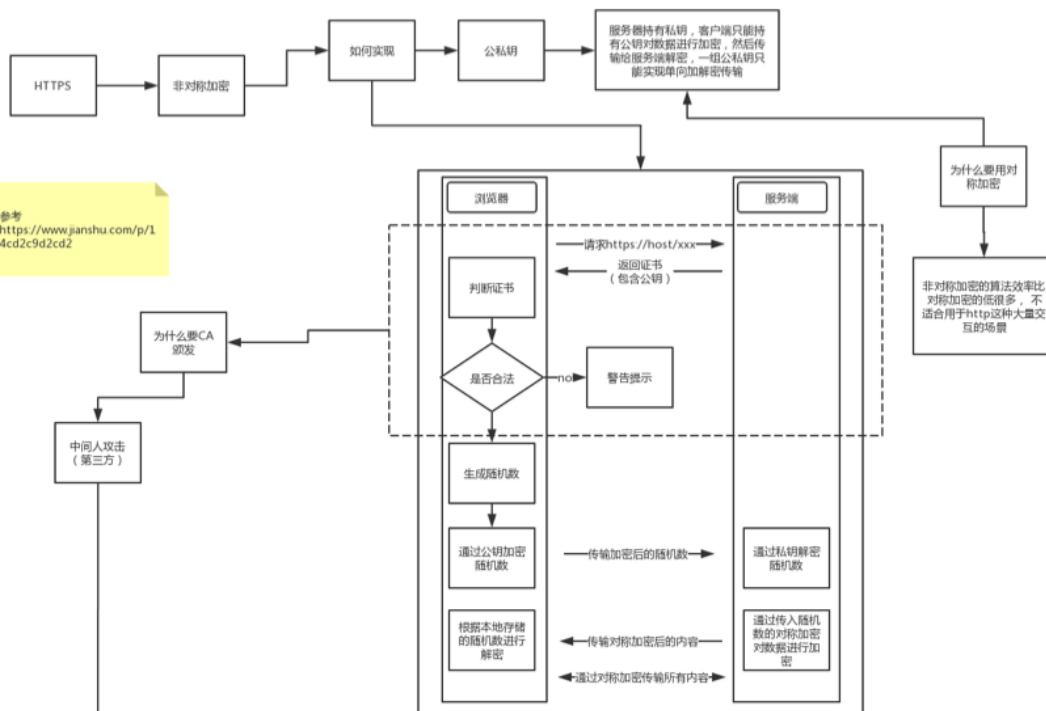 HTTPS
非对称加密
如何实现
公私钥
服务器持有私钥，客户端只能持
有公钥对数据进行加密，然后传
输给服务端解密，一组公私钥只
能实现单向加解密传输
为什么要用对
称加密
非对称加密的算法效率比
对称加密的低很多，不
适合用于http这种大量交
互的场景
参考
https://www.jianshu.com/p/1
4cd2c9d2cd2
浏览器
服务端
请求https://host/xxx
返回证书
（包含公钥）
判断证书
是否合法
no
警告提示
为什么要CA
颁发
中间人攻击
（第三方）
生成随机数
通过公钥加密
随机数
传输加密后的随机数
通过私钥解密
随机数
根据本地存储
的随机数进行
解密
传输对称加密后的内容
通过传入随机
数的对称加密
对数据进行加
密
通过对称加密传输所有内容